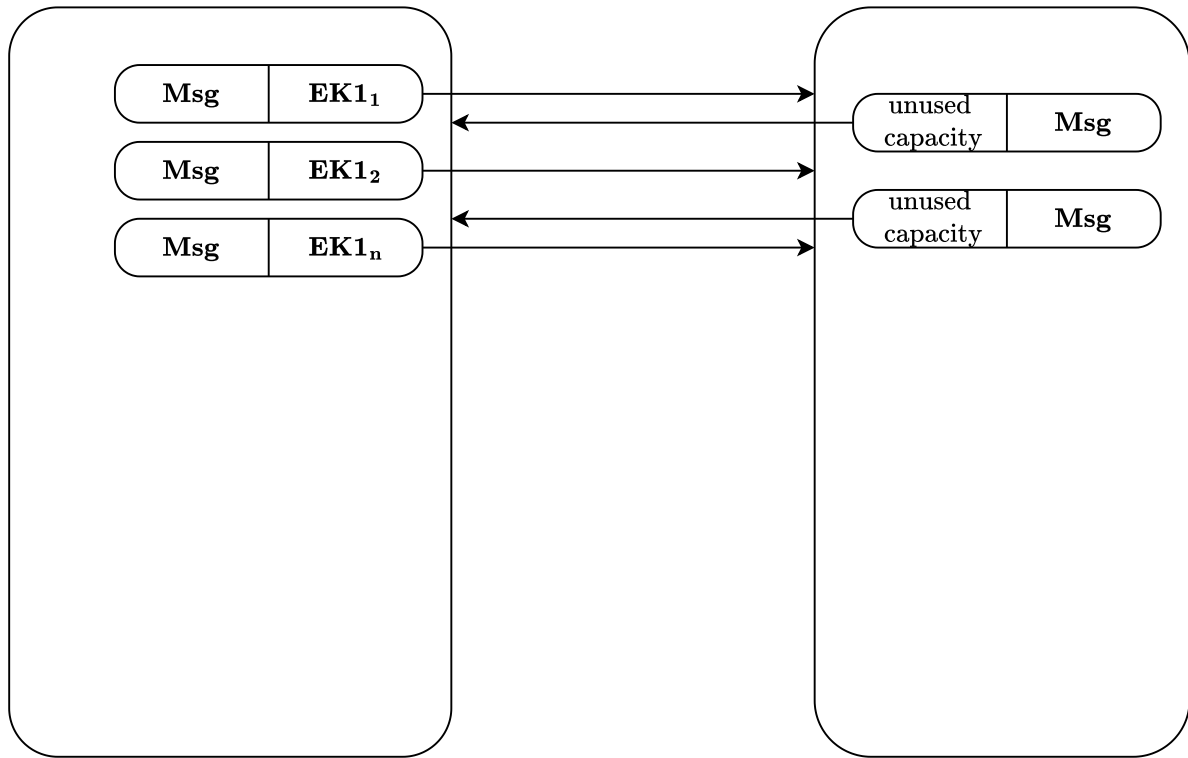 Msg EK1₁
unused
capacity Msg
Msg EK1₂
unused
capacity Msg
Msg EK1ₙ